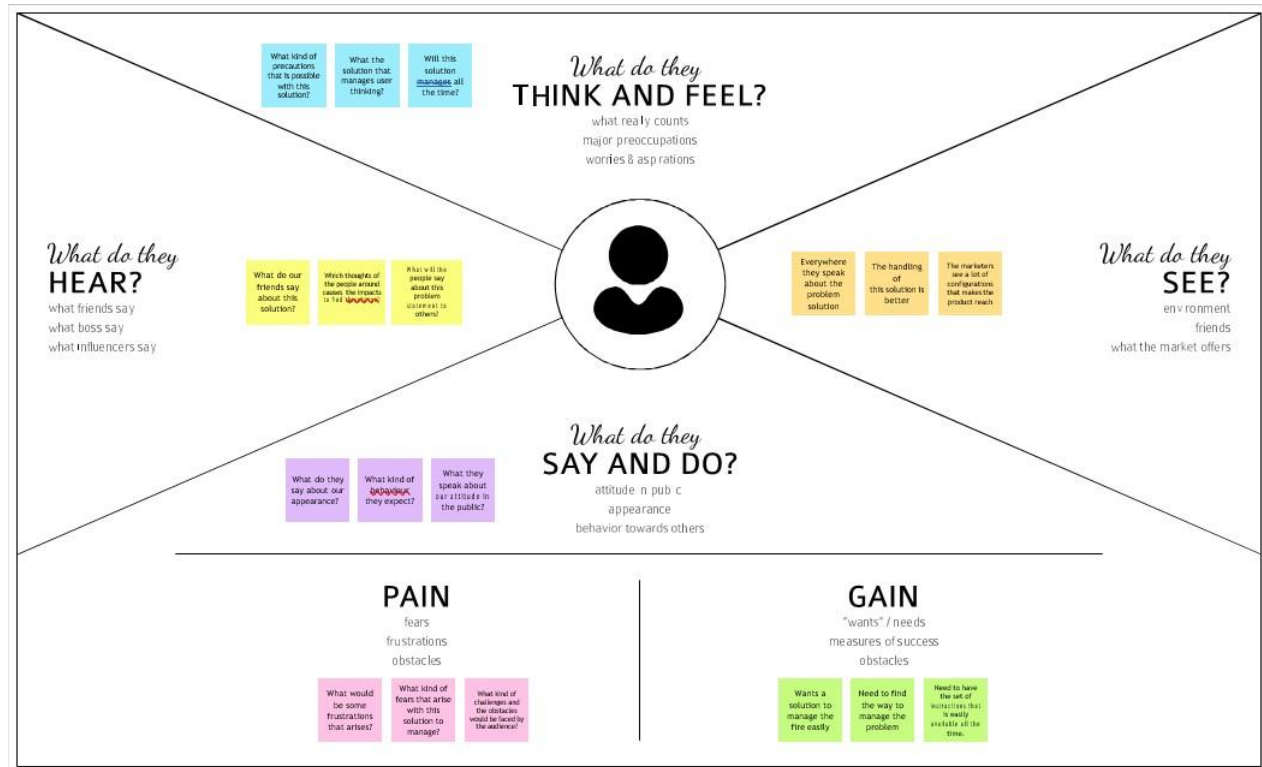 What kind of
precautions
that is possible
with this
solution?
What the
solution that
manages user
thinking?
Will this
solution
manages all
the time?
What do they
THINK AND FEEL?
what really counts
major preoccupations
worries & asp rations
What do they
HEAR?
what friends say
what boss say
what influencers say
What do our
friends say
about this
solution?
Which thoughts of
the people around
causes the impacts
to find
What will the
people say
about this
problem
statement to
others?
Everywhere
they speak
about the
problem
solution
The handling
of
this solution is
better
The marketers
see a lot of
configurations
that makes the
product reach
What do they
SEE?
env ronment
friends
what the market offers
What do they
SAY AND DO?
attitude n pub c
appearance
behavior towards others
What do they
say about our
appearance?
What kind of
behaviour
they expect?
What they
speak about
our attitude in
the public?
PAIN
fears
frustrations
obstacles
What would
be some
frustrations
that arises?
What kind of
fears that arise
with this
solution to
manage?
What kind of
challenges and
the obstacles
would be faced by
the audience?
GAIN
"wants" / needs
measures of success
obstacles
Wants a
solution to
manage the
fire easily
Need to find
the way to
manage the
problem
Need to have
the set of
instructions that
is easily
available all the
time.